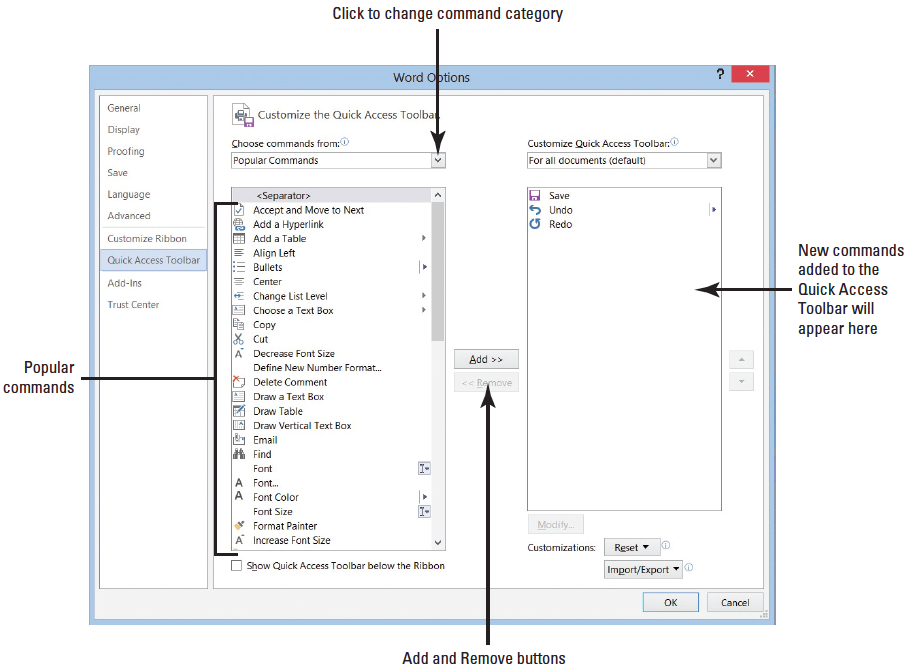 Click to change command category
Word Options
?
General
Display
Proofing
Save
Language
Advanced
Customize Ribbon
Quick Access Toolbar
Add-Ins
Trust Center
Customize the Quick Access Toolbar.
Choose commands from:
Popular Commands
<Separator>
Accept and Move to Next
Add a Hyperlink
Add a Table
Align Left
Bullets
Center
Change List Level
Choose a Text Box
Copy
Cut
Decrease Font Size
Define New Number Format...
Delete Comment
Draw a Text Box
Draw Table
Draw Vertical Text Box
Email
Find
Font
Font...
Font Color
Font Size
Format Painter
Increase Font Size
Show Quick Access Toolbar below the Ribbon
Add >>
<< Remove
Customize Quick Access Toolbar:
For all documents (default)
Save
Undo
Redo
Modify...
Customizations:
Reset
Import/Export
OK
Cancel
Popular
commands
New commands
added to the
Quick Access
Toolbar will
appear here
Add and Remove buttons